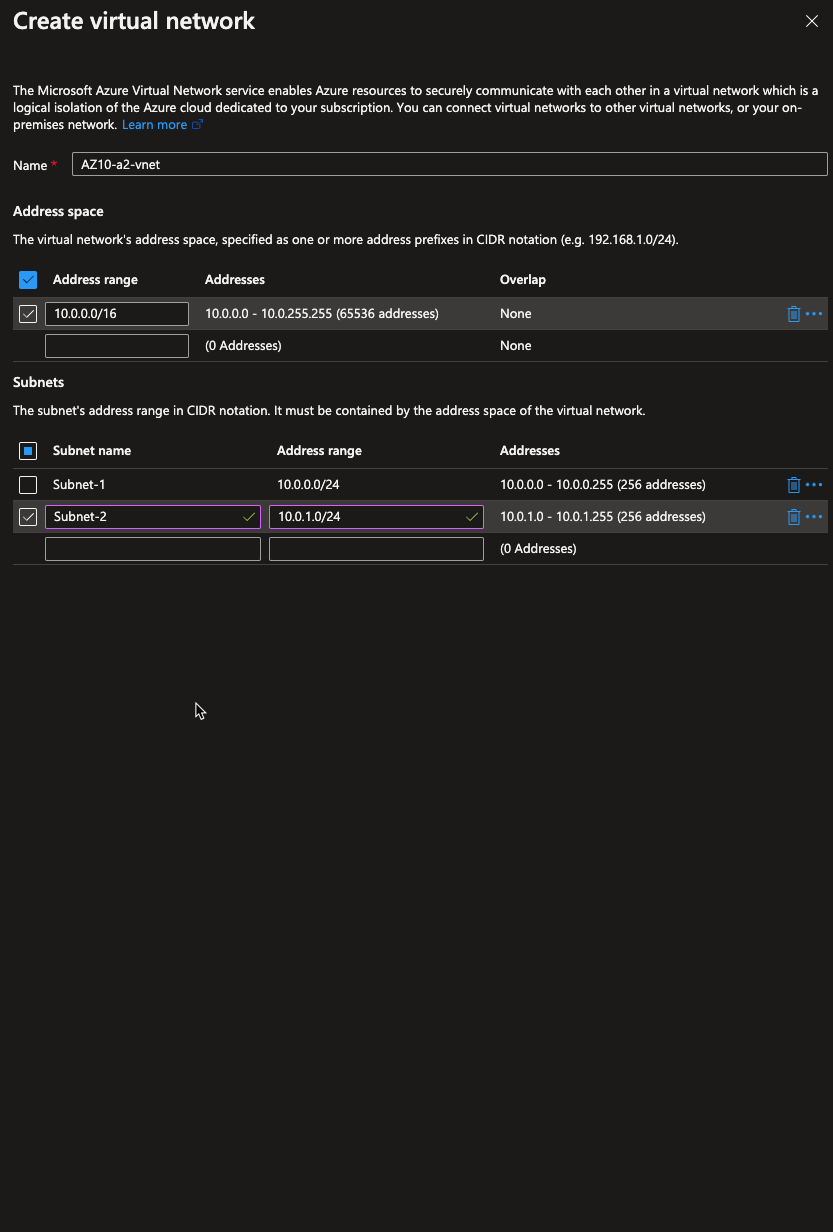 Create virtual network
The Microsoft Azure Virtual Network service enables Azure resources to securely communicate with each other in a virtual network which is a
logical isolation of the Azure cloud dedicated to your subscription. You can connect virtual networks to other virtual networks, or your on-
premises network. Learn more
Name * AZ10-a2-vnet
Address space
The virtual network's address space, specified as one or more address prefixes in CIDR notation (e.g. 192.168.1.0/24).
Address range Addresses Overlap
10.0.0.0/16 10.0.0.0 - 10.0.255.255 (65536 addresses) None
(0 Addresses) None
Subnets
The subnet's address range in CIDR notation. It must be contained by the address space of the virtual network.
Subnet name Address range Addresses
Subnet-1 10.0.0.0/24 10.0.0.0 - 10.0.0.255 (256 addresses)
Subnet-2 10.0.1.0/24 10.0.1.0 - 10.0.1.255 (256 addresses)
(0 Addresses)